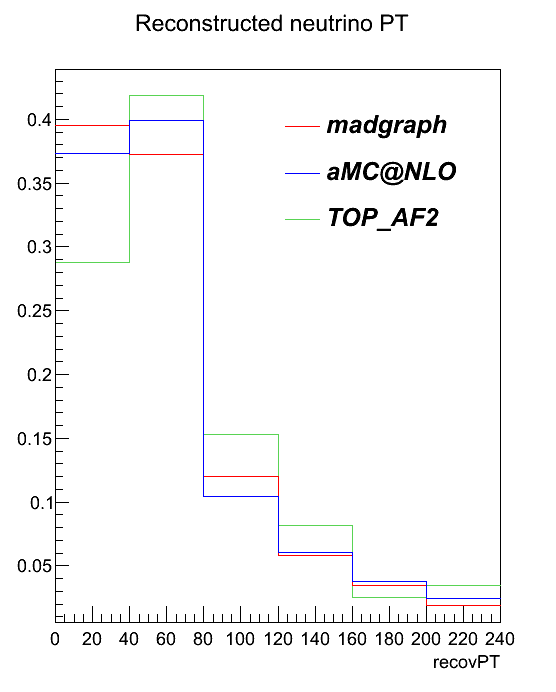 Reconstructed neutrino PT
madgraph
aMC@NLO
TOP_AF2
0.4
0.35
0.3
0.25
0.2
0.15
0.1
0.05
0 20 40 60 80 100 120 140 160 180 200 220 240
recovPT